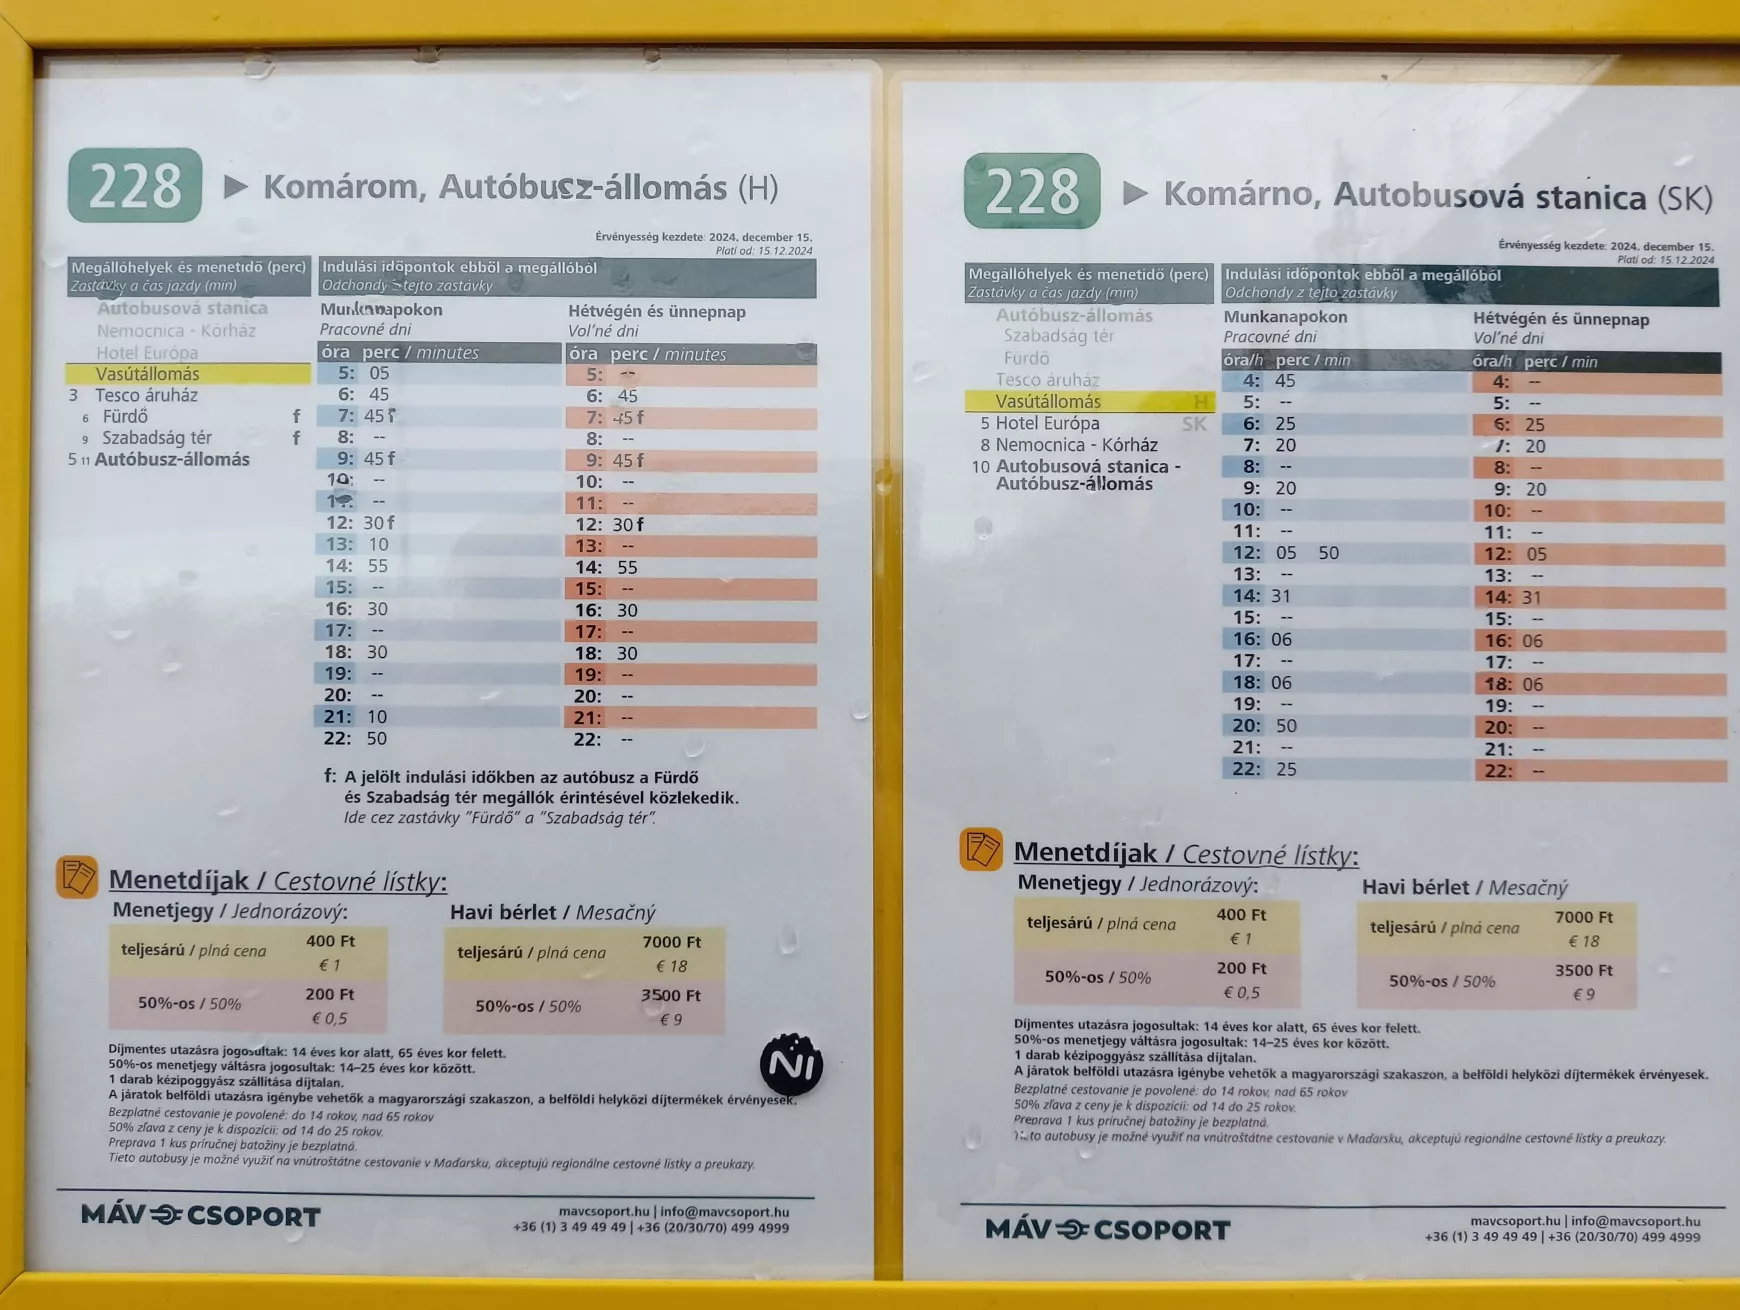 228 ▶ Komárom, Autóbusz-állomás (H)
Érvényesség kezdete: 2024. december 15.
Platí od: 15.12.2024
Megállóhelyek és menetidő (perc)
Zastávky a čas jazdy (min)
Indulási időpontok ebből a megállóból
Odchondy z tejto zastávky
Autobusová stanica
Nemocnica - Kórház
Hotel Európa
Vasútállomás
3 Tesco áruház
6 Fürdő f
9 Szabadság tér f
5 11 Autóbusz-állomás
Munkanapokon
Pracovné dni
óra perc / minutes
5: 05
6: 45
7: 45 f
8: --
9: 45 f
10: --
11: --
12: 30 f
13: 10
14: 55
15: --
16: 30
17: --
18: 30
19: --
20: --
21: 10
22: 50
Hétvégén és ünnepnap
Voľné dni
óra perc / minutes
5: --
6: 45
7: 45 f
8: --
9: 45 f
10: --
11: --
12: 30 f
13: --
14: 55
15: --
16: 30
17: --
18: 30
19: --
20: --
21: --
22: --
f: A jelölt indulási időkben az autóbusz a Fürdő
és Szabadság tér megállók érintésével közlekedik.
Ide cez zastávky "Fürdő" a "Szabadság tér".
Menetdíjak / Cestovné lístky:
Menetjegy / Jednorázový:
teljesárú / plná cena 400 Ft
€ 1
50%-os / 50% 200 Ft
€ 0,5
Havi bérlet / Mesačný
teljesárú / plná cena 7000 Ft
€ 18
50%-os / 50% 3500 Ft
€ 9
Díjmentes utazásra jogosultak: 14 éves kor alatt, 65 éves kor felett.
50%-os menetjegy váltásra jogosultak: 14–25 éves kor között.
1 darab kézipoggyász szállítása díjtalan.
A járatok belföldi utazásra igénybe vehetők a magyarországi szakaszon, a belföldi helyközi díjtermékek érvényesek.
Bezplatné cestovanie je povolené: do 14 rokov, nad 65 rokov
50% zľava z ceny je k dispozícii: od 14 do 25 rokov.
Preprava 1 kus príručnej batožiny je bezplatná.
Tieto autobusy je možné využiť na vnútroštátne cestovanie v Maďarsku, akceptujú regionálne cestovné lístky a preukazy.
NI
MÁV CSOPORT
mavcsoport.hu | info@mavcsoport.hu
+36 (1) 3 49 49 49 | +36 (20/30/70) 499 4999
228 ▶ Komárno, Autobusová stanica (SK)
Érvényesség kezdete: 2024. december 15.
Platí od: 15.12.2024
Megállóhelyek és menetidő (perc)
Zastávky a čas jazdy (min)
Indulási időpontok ebből a megállóból
Odchondy z tejto zastávky
Autóbusz-állomás
Szabadság tér
Fürdő
Tesco áruház
Vasútállomás H
5 Hotel Európa SK
8 Nemocnica - Kórház
10 Autobusová stanica -
Autóbusz-állomás
Munkanapokon
Pracovné dni
óra/h perc / min
4: 45
5: --
6: 25
7: 20
8: --
9: 20
10: --
11: --
12: 05 50
13: --
14: 31
15: --
16: 06
17: --
18: 06
19: --
20: 50
21: --
22: 25
Hétvégén és ünnepnap
Voľné dni
óra/h perc / min
4: --
5: --
6: 25
7: 20
8: --
9: 20
10: --
11: --
12: 05
13: --
14: 31
15: --
16: 06
17: --
18: 06
19: --
20: --
21: --
22: --
Menetdíjak / Cestovné lístky:
Menetjegy / Jednorázový:
teljesárú / plná cena 400 Ft
€ 1
50%-os / 50% 200 Ft
€ 0,5
Havi bérlet / Mesačný
teljesárú / plná cena 7000 Ft
€ 18
50%-os / 50% 3500 Ft
€ 9
Díjmentes utazásra jogosultak: 14 éves kor alatt, 65 éves kor felett.
50%-os menetjegy váltásra jogosultak: 14–25 éves kor között.
1 darab kézipoggyász szállítása díjtalan.
A járatok belföldi utazásra igénybe vehetők a magyarországi szakaszon, a belföldi helyközi díjtermékek érvényesek.
Bezplatné cestovanie je povolené: do 14 rokov, nad 65 rokov
50% zľava z ceny je k dispozícii: od 14 do 25 rokov.
Preprava 1 kus príručnej batožiny je bezplatná.
Tieto autobusy je možné využiť na vnútroštátne cestovanie v Maďarsku, akceptujú regionálne cestovné lístky a preukazy.
MÁV CSOPORT
mavcsoport.hu | info@mavcsoport.hu
+36 (1) 3 49 49 49 | +36 (20/30/70) 499 4999